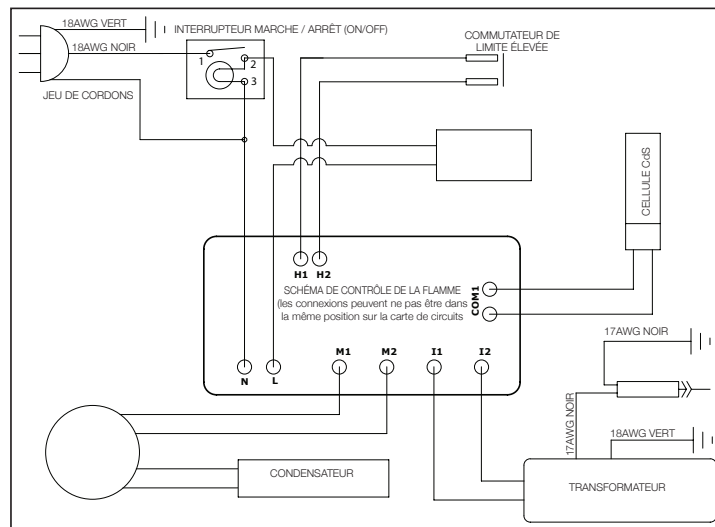 18AWG VERT
INTERRUPTEUR MARCHE / ARRÊT (ON/OFF)
18AWG NOIR
1
2
3
JEU DE CORDONS
COMMUTATEUR DE
LIMITE ÉLEVÉE
CELLULE CdS
H1
H2
SCHÉMA DE CONTRÔLE DE LA FLAMME
(les connexions peuvent ne pas être dans
la même position sur la carte de circuits
COM1
N
L
M1
M2
I1
I2
17AWG NOIR
17AWG NOIR
18AWG VERT
CONDENSATEUR
TRANSFORMATEUR